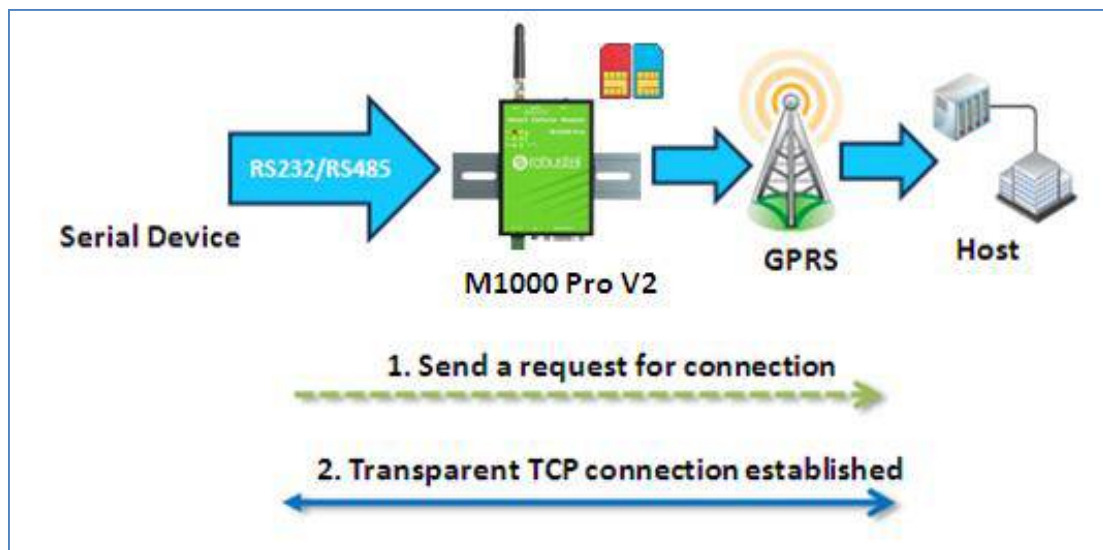 RS232/RS485
Serial Device
robustel
M1000 Pro V2
GPRS
Host
1. Send a request for connection
2. Transparent TCP connection established